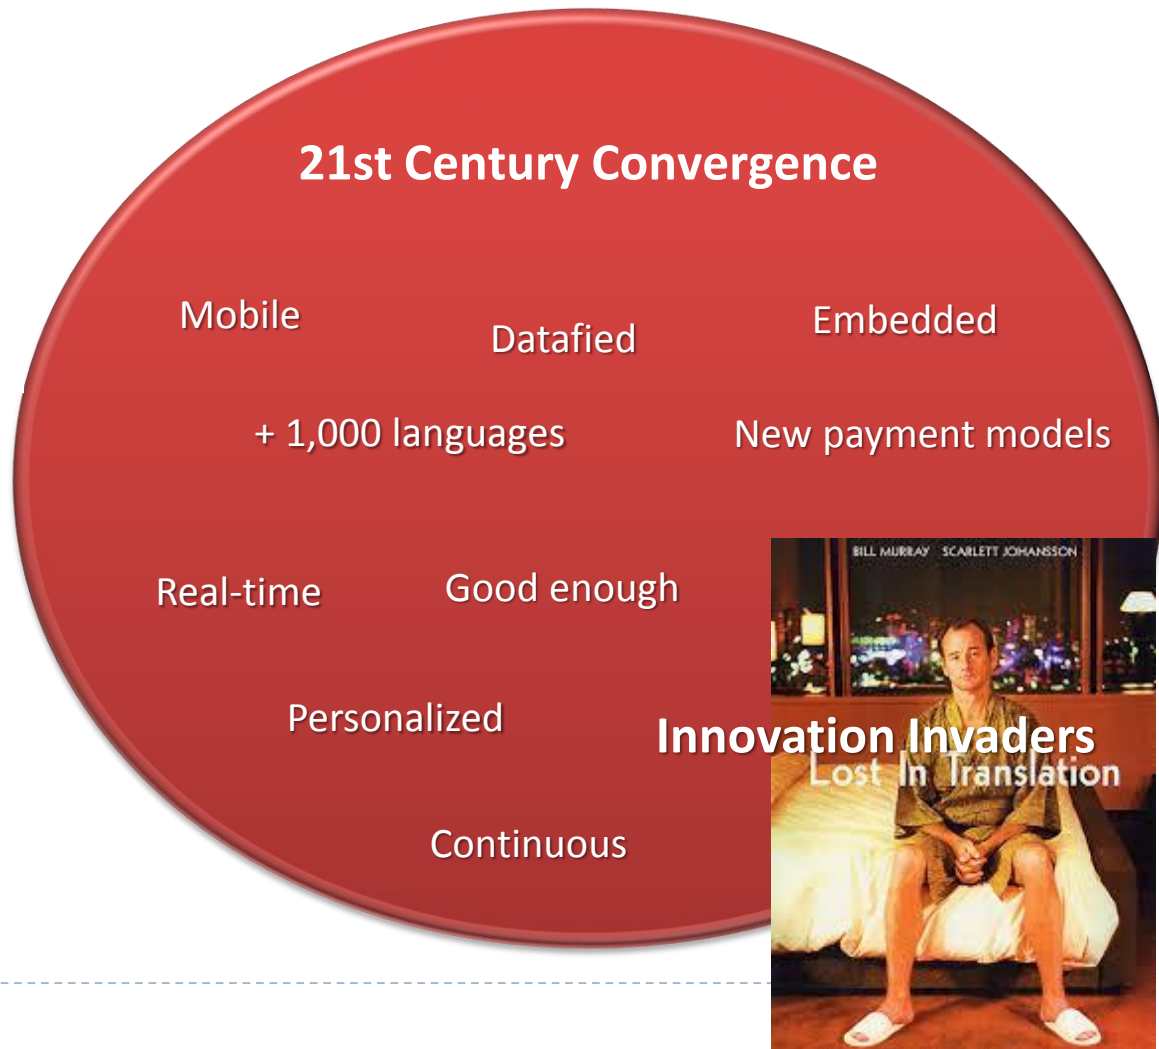 21st Century Convergence
Mobile
Datafied
Embedded
+ 1,000 languages
New payment models
BILL MURRAY SCARLETT JOHANSSON
Real-time
Good enough
Personalized
Innovation Invaders
Lost In Translation
Continuous